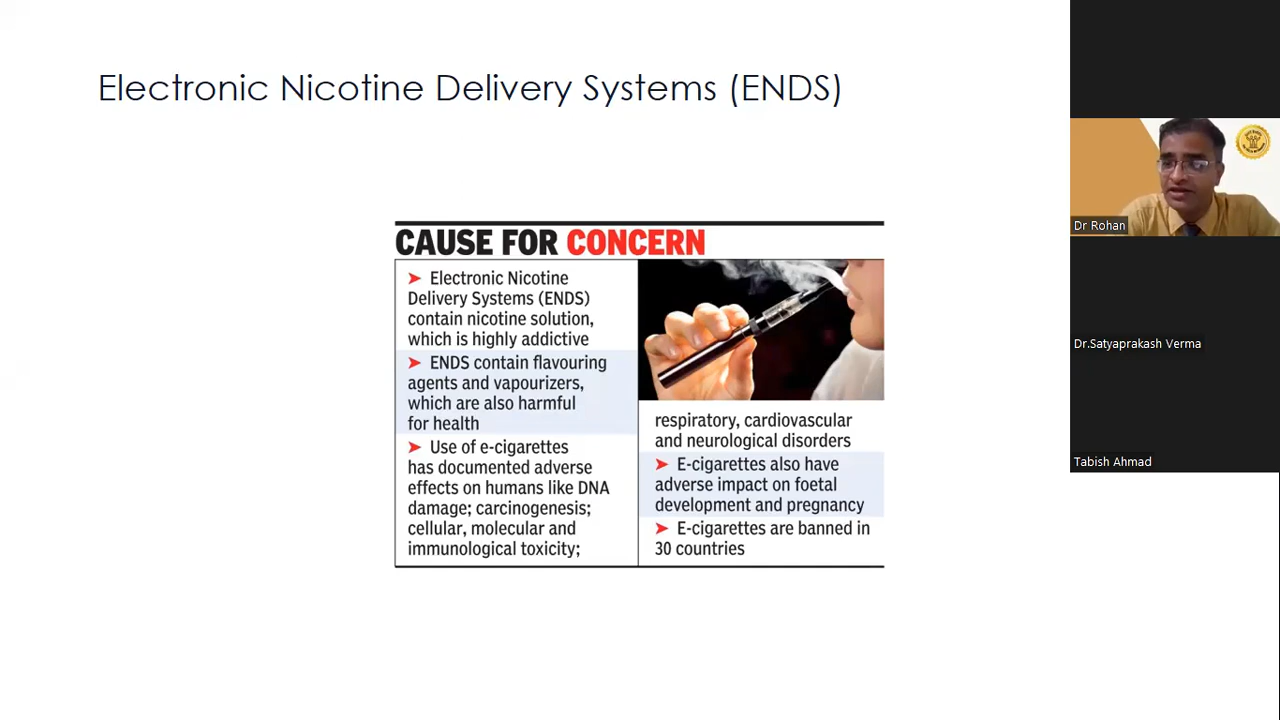 Electronic Nicotine Delivery Systems (ENDS)
CAUSE FOR CONCERN
➤ Electronic Nicotine
Delivery Systems (ENDS)
contain nicotine solution,
which is highly addictive
➤ ENDS contain flavouring
agents and vapourizers,
which are also harmful
for health
➤ Use of e-cigarettes
has documented adverse
effects on humans like DNA
damage; carcinogenesis;
cellular, molecular and
immunological toxicity;
respiratory, cardiovascular
and neurological disorders
➤ E-cigarettes also have
adverse impact on foetal
development and pregnancy
➤ E-cigarettes are banned in
30 countries
Dr Rohan
Dr.Satyaprakash Verma
Tabish Ahmad